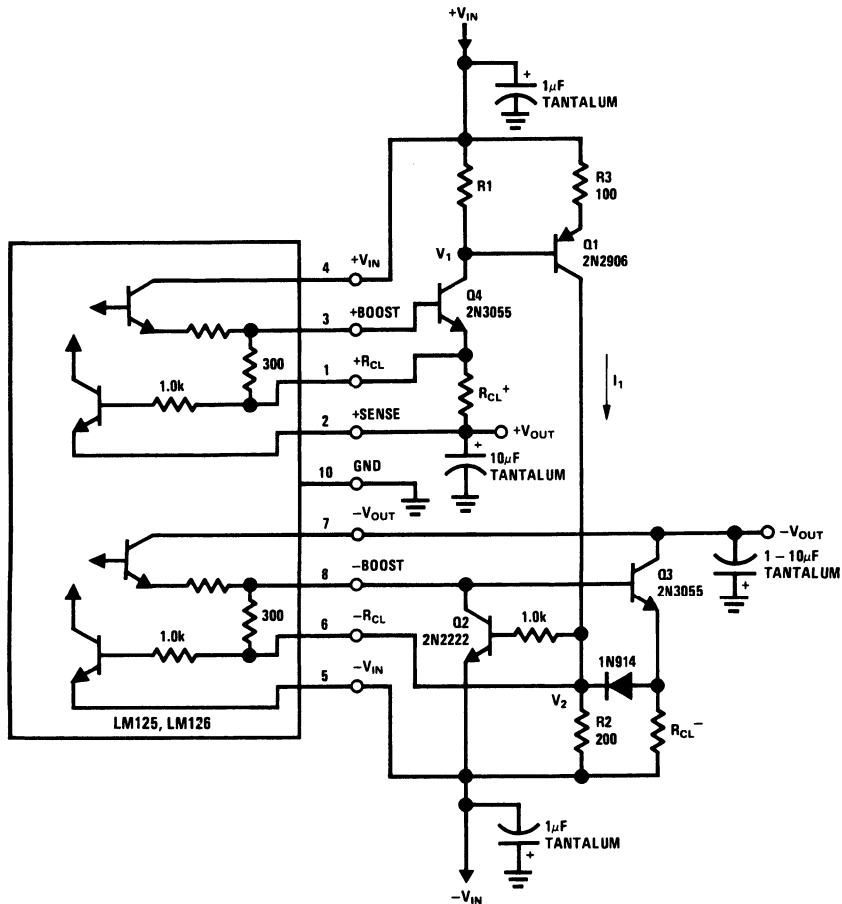 +VIN
+
1μF
TANTALUM
R1
R3
100
V1
Q1
2N2906
4
+VIN
Q4
2N3055
3
+BOOST
300
1
+RCL
1.0k
RCL+
I1
2
+SENSE
+VOUT
+
10μF
TANTALUM
10
GND
7
−VOUT
−VOUT
1 – 10μF
TANTALUM
+
8
−BOOST
Q3
2N3055
Q2
2N2222
1.0k
300
6
−RCL
1.0k
1N914
5
−VIN
V2
R2
200
RCL−
LM125, LM126
1μF
TANTALUM
+
−VIN